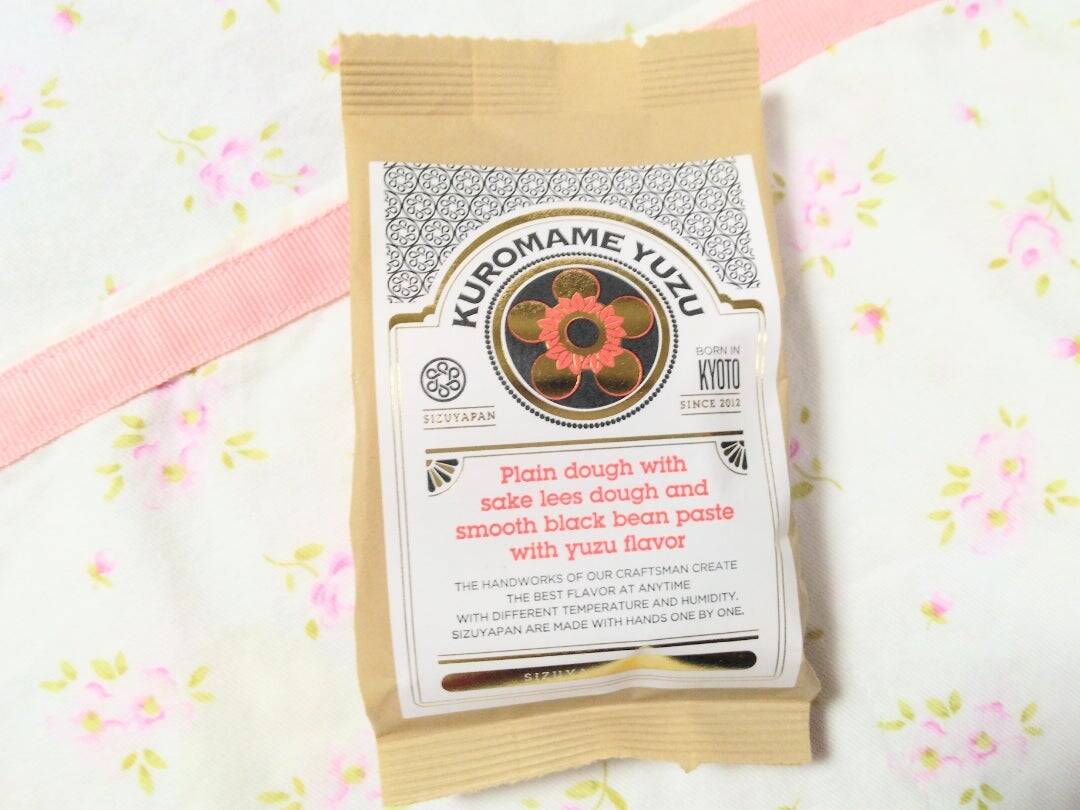 KUROMAME YUZU
SIZUYAPAN
BORN IN
KYOTO
SINCE 2012
Plain dough with
sake lees dough and
smooth black bean paste
with yuzu flavor
THE HANDWORKS OF OUR CRAFTSMAN CREATE
THE BEST FLAVOR AT ANYTIME
WITH DIFFERENT TEMPERATURE AND HUMIDITY.
SIZUYAPAN ARE MADE WITH HANDS ONE BY ONE.